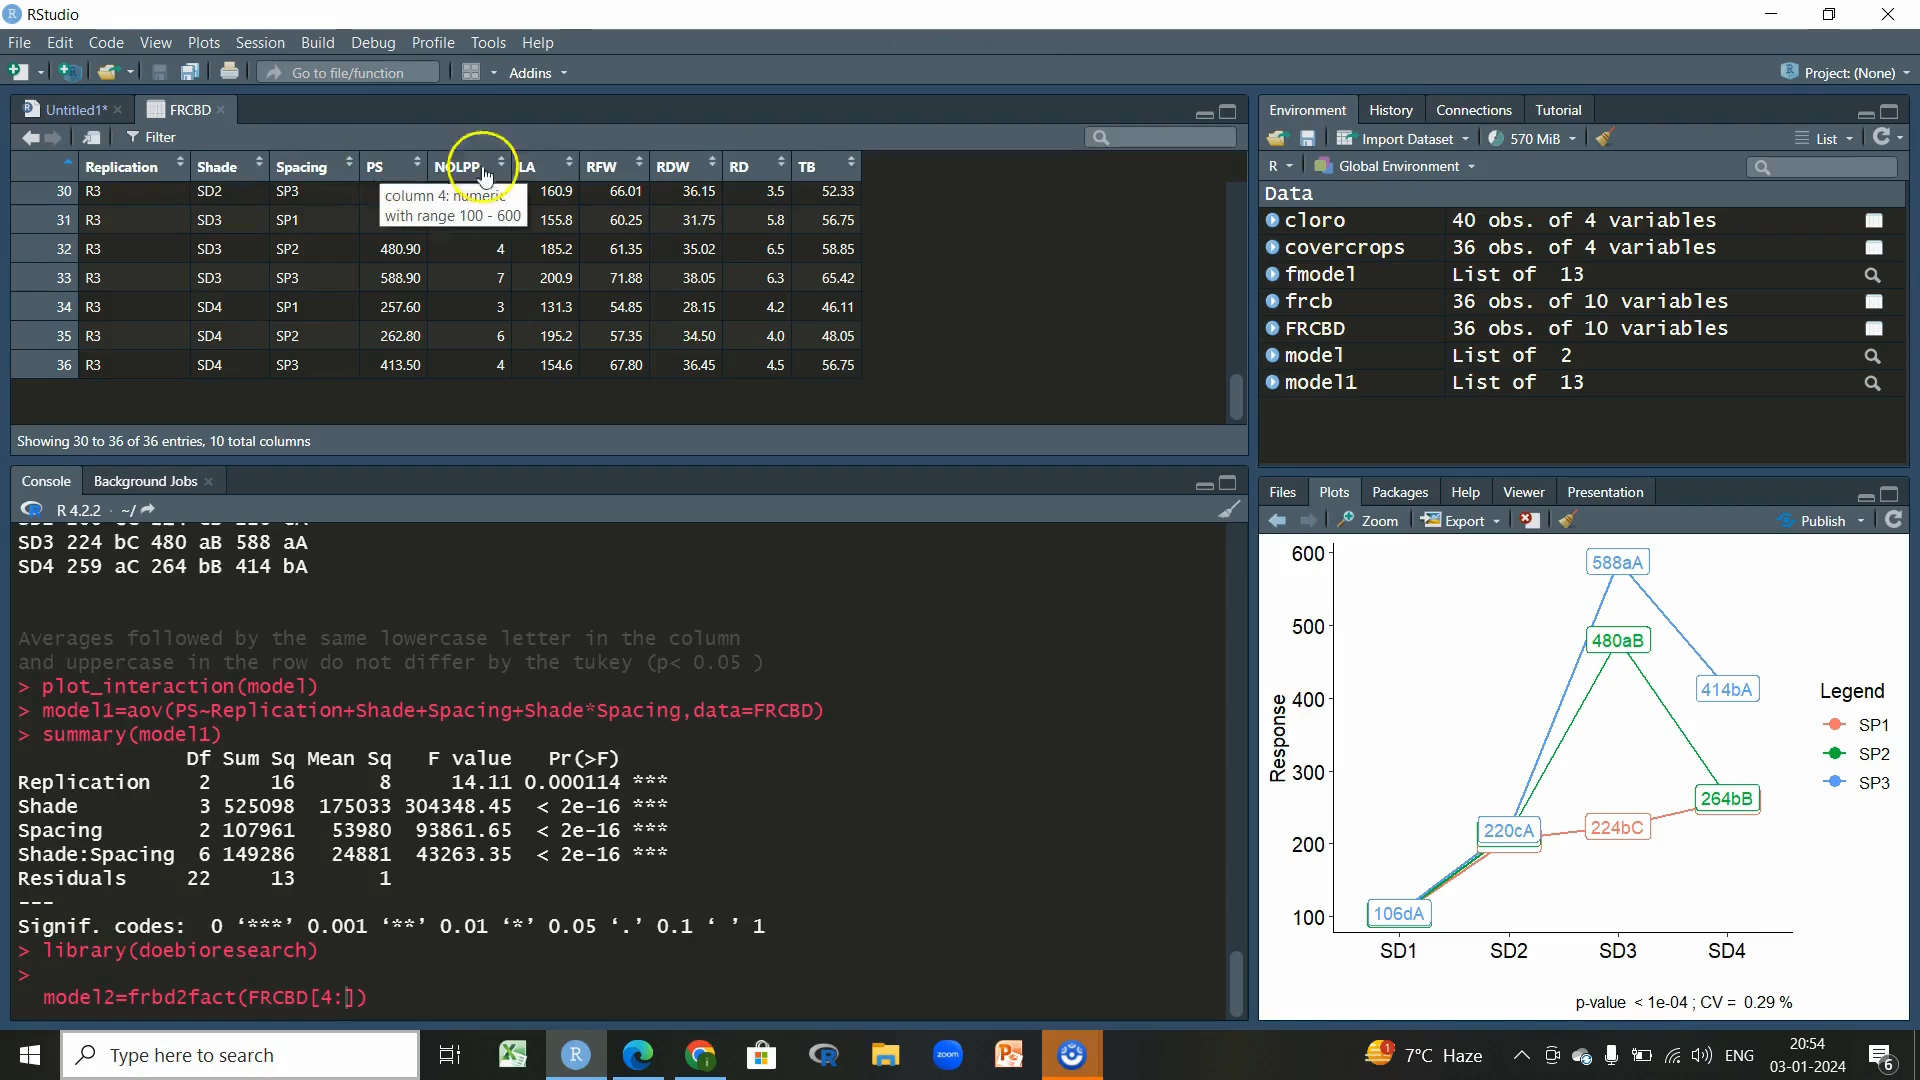 RStudio
File Edit Code View Plots Session Build Debug Profile Tools Help
Go to file/function Addins Project: (None)
Untitled1* FRCBD
Filter
Replication Shade Spacing PS NOLPP LA RFW RDW RD TB
30 R3 SD2 SP3 160.9 66.01 36.15 3.5 52.33
column 4: numeric
with range 100 - 600
31 R3 SD3 SP1 155.8 60.25 31.75 5.8 56.75
32 R3 SD3 SP2 480.90 4 185.2 61.35 35.02 6.5 58.85
33 R3 SD3 SP3 588.90 7 200.9 71.88 38.05 6.3 65.42
34 R3 SD4 SP1 257.60 3 131.3 54.85 28.15 4.2 46.11
35 R3 SD4 SP2 262.80 6 195.2 57.35 34.50 4.0 48.05
36 R3 SD4 SP3 413.50 4 154.6 67.80 36.45 4.5 56.75
Showing 30 to 36 of 36 entries, 10 total columns
Console Background Jobs
R 4.2.2 · ~/
SD3 224 bC 480 aB 588 aA
SD4 259 aC 264 bB 414 bA
Averages followed by the same lowercase letter in the column
and uppercase in the row do not differ by the tukey (p< 0.05 )
> plot_interaction(model)
> model1=aov(PS~Replication+Shade+Spacing+Shade*Spacing,data=FRCBD)
> summary(model1)
Df Sum Sq Mean Sq F value Pr(>F)
Replication 2 16 8 14.11 0.000114 ***
Shade 3 525098 175033 304348.45 < 2e-16 ***
Spacing 2 107961 53980 93861.65 < 2e-16 ***
Shade:Spacing 6 149286 24881 43263.35 < 2e-16 ***
Residuals 22 13 1
---
Signif. codes: 0 ‘***’ 0.001 ‘**’ 0.01 ‘*’ 0.05 ‘.’ 0.1 ‘ ’ 1
> library(doebioresearch)
>
model2=frbd2fact(FRCBD[4:])
Environment History Connections Tutorial
Import Dataset 570 MiB List
R Global Environment
Data
cloro 40 obs. of 4 variables
covercrops 36 obs. of 4 variables
fmodel List of 13
frcb 36 obs. of 10 variables
FRCBD 36 obs. of 10 variables
model List of 2
model1 List of 13
Files Plots Packages Help Viewer Presentation
Zoom Export Publish
600
500
400
300
200
100
Response
588aA
480aB
414bA
264bB
220cA
224bC
106dA
SD1 SD2 SD3 SD4
Legend
SP1
SP2
SP3
p-value < 1e-04 ; CV = 0.29 %
Type here to search
zoom
7°C Haze
ENG
20:54
03-01-2024
6